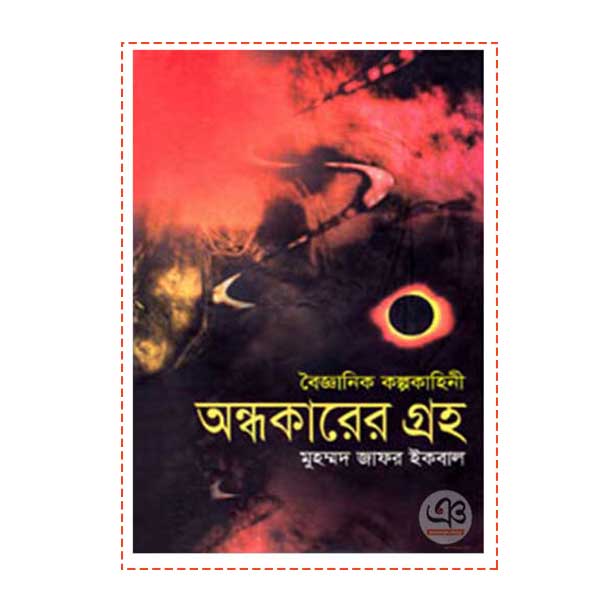 বৈজ্ঞানিক কল্পকাহিনী
অন্ধকারের গ্রহ
মুহম্মদ জাফর ইকবাল